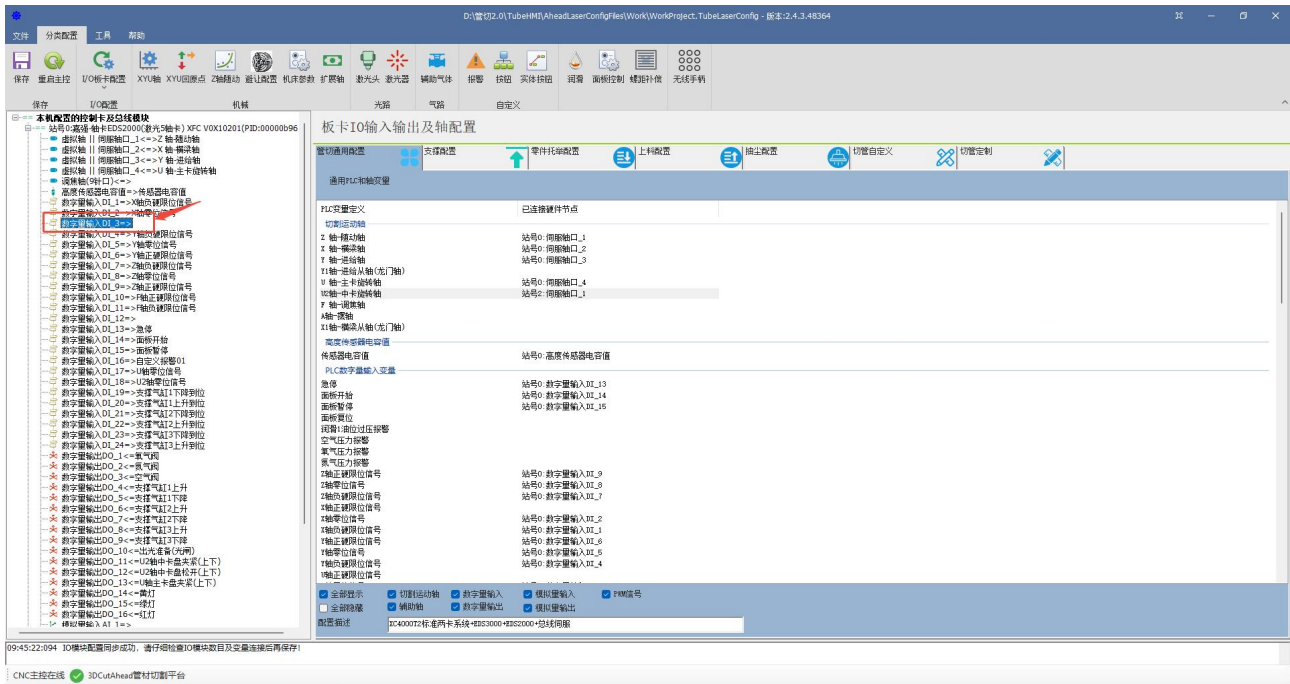 D:\管切2.0\TubeHMI\AheadLaserConfigFiles\Work\WorkProject.TubeLaserConfig - 版本:2.4.3.48364
文件 分类配置 工具 帮助
保存 重启主控 I/O板卡配置 XYU轴 XYU回原点 Z轴随动 避让配置 机床参数 扩展轴 激光头 激光器 辅助气体 报警 按钮 实体按钮 润滑 面板控制 螺距补偿 无线手柄
保存 I/O配置 机械 光路 气路 自定义
本机配置的控制卡及总线模块
站号0:嘉强-轴卡EDS2000(激光5轴卡) XFC V0X10201(PID:00000b96
虚拟轴 || 伺服轴口_1<=>Z 轴-随动轴
虚拟轴 || 伺服轴口_2<=>X 轴-横梁轴
虚拟轴 || 伺服轴口_3<=>Y 轴-进给轴
虚拟轴 || 伺服轴口_4<=>U 轴-主卡旋转轴
调焦轴(9针口)<=>
高度传感器电容值=>传感器电容值
数字量输入DI_1=>X轴负硬限位信号
数字量输入DI_2=>X轴零位信号
数字量输入DI_3=>
数字量输入DI_4=>Y轴负硬限位信号
数字量输入DI_5=>Y轴零位信号
数字量输入DI_6=>Y轴正硬限位信号
数字量输入DI_7=>Z轴负硬限位信号
数字量输入DI_8=>Z轴零位信号
数字量输入DI_9=>Z轴正硬限位信号
数字量输入DI_10=>F轴正硬限位信号
数字量输入DI_11=>F轴负硬限位信号
数字量输入DI_12=>
数字量输入DI_13=>急停
数字量输入DI_14=>面板开始
数字量输入DI_15=>面板暂停
数字量输入DI_16=>自定义报警01
数字量输入DI_17=>U轴零位信号
数字量输入DI_18=>U2轴零位信号
数字量输入DI_19=>支撑气缸1下降到位
数字量输入DI_20=>支撑气缸1上升到位
数字量输入DI_21=>支撑气缸2下降到位
数字量输入DI_22=>支撑气缸2上升到位
数字量输入DI_23=>支撑气缸3下降到位
数字量输入DI_24=>支撑气缸3上升到位
数字量输出DO_1<=氧气阀
数字量输出DO_2<=氮气阀
数字量输出DO_3<=空气阀
数字量输出DO_4<=支撑气缸1上升
数字量输出DO_5<=支撑气缸1下降
数字量输出DO_6<=支撑气缸2上升
数字量输出DO_7<=支撑气缸2下降
数字量输出DO_8<=支撑气缸3上升
数字量输出DO_9<=支撑气缸3下降
数字量输出DO_10<=出光准备(光闸)
数字量输出DO_11<=U2轴中卡盘夹紧(上下)
数字量输出DO_12<=U2轴中卡盘松开(上下)
数字量输出DO_13<=U轴主卡盘夹紧(上下)
数字量输出DO_14<=黄灯
数字量输出DO_15<=绿灯
数字量输出DO_16<=红灯
模拟量输入AI_1=>
板卡IO输入输出及轴配置
管切通用配置 支撑配置 零件托举配置 上料配置 抽尘配置 切管自定义 切管定制
通用PLC和轴变量
PLC变量定义 已连接硬件节点
切割运动轴
Z 轴-随动轴 站号0:伺服轴口_1
X 轴-横梁轴 站号0:伺服轴口_2
Y 轴-进给轴 站号0:伺服轴口_3
Y1轴-进给从轴(龙门轴)
U 轴-主卡旋转轴 站号0:伺服轴口_4
U2轴-中卡旋转轴 站号2:伺服轴口_1
F 轴-调焦轴
A轴-摆轴
X1轴-横梁从轴(龙门轴)
高度传感器电容值
传感器电容值 站号0:高度传感器电容值
PLC数字量输入变量
急停 站号0:数字量输入DI_13
面板开始 站号0:数字量输入DI_14
面板暂停 站号0:数字量输入DI_15
面板复位
润滑1:油位过压报警
空气压力报警
氧气压力报警
氮气压力报警
Z轴正硬限位信号 站号0:数字量输入DI_9
Z轴零位信号 站号0:数字量输入DI_8
Z轴负硬限位信号 站号0:数字量输入DI_7
X轴正硬限位信号
X轴零位信号 站号0:数字量输入DI_2
X轴负硬限位信号 站号0:数字量输入DI_1
Y轴正硬限位信号 站号0:数字量输入DI_6
Y轴零位信号 站号0:数字量输入DI_5
Y轴负硬限位信号 站号0:数字量输入DI_4
U轴正硬限位信号
全部显示 切割运动轴 数字量输入 模拟量输入 PWM信号
全部隐藏 辅助轴 数字量输出 模拟量输出
配置描述 XC4000T2标准两卡系统+EDS3000+EDS2000+总线伺服
09:45:22:094 IO模块配置同步成功，请仔细检查IO模块数目及变量连接后再保存!
CNC主控在线 3DCutAhead管材切割平台